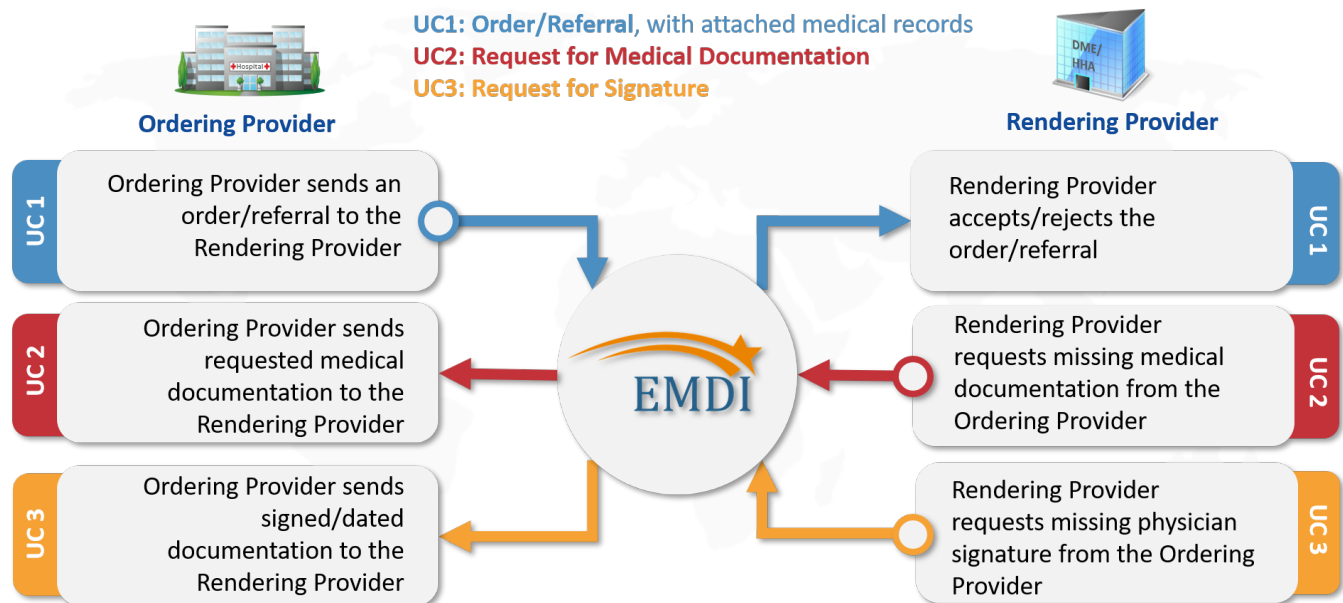 UC1: Order/Referral, with attached medical records
UC2: Request for Medical Documentation
UC3: Request for Signature
Hospital
DME/
HHA
Ordering Provider
Rendering Provider
UC 1
Ordering Provider sends an
order/referral to the
Rendering Provider
Rendering Provider
accepts/rejects the
order/referral
UC 1
UC 2
Ordering Provider sends
requested medical
documentation to the
Rendering Provider
EMDI
Rendering Provider
requests missing medical
documentation from the
Ordering Provider
UC 2
UC 3
Ordering Provider sends
signed/dated
documentation to the
Rendering Provider
Rendering Provider
requests missing physician
signature from the Ordering
Provider
UC 3